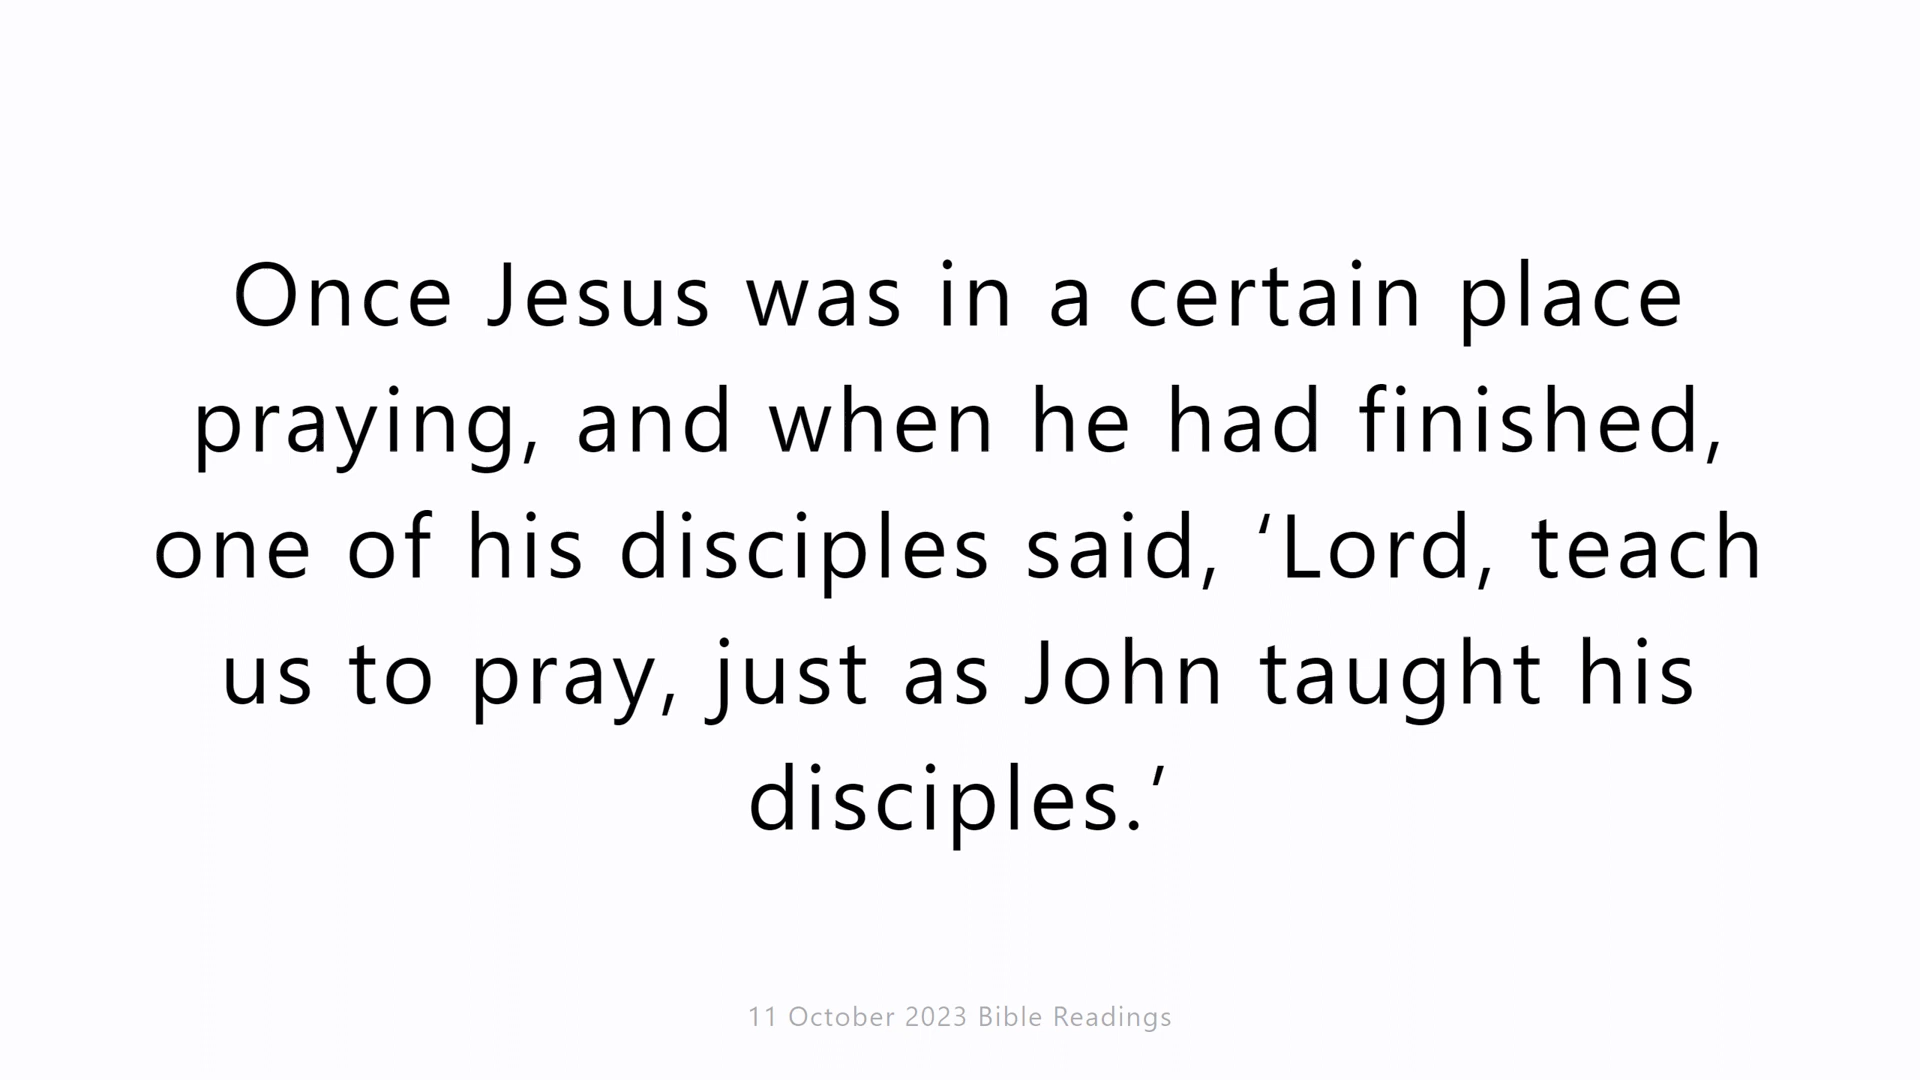 Once Jesus was in a certain place
praying, and when he had finished,
one of his disciples said, ‘Lord, teach
us to pray, just as John taught his
disciples.’
11 October 2023 Bible Readings